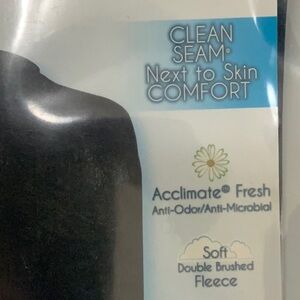 CLEAN
SEAM®
Next to Skin
COMFORT
Acclimate® Fresh
Anti-Odor/Anti-Microbial
Soft
Double Brushed
Fleece